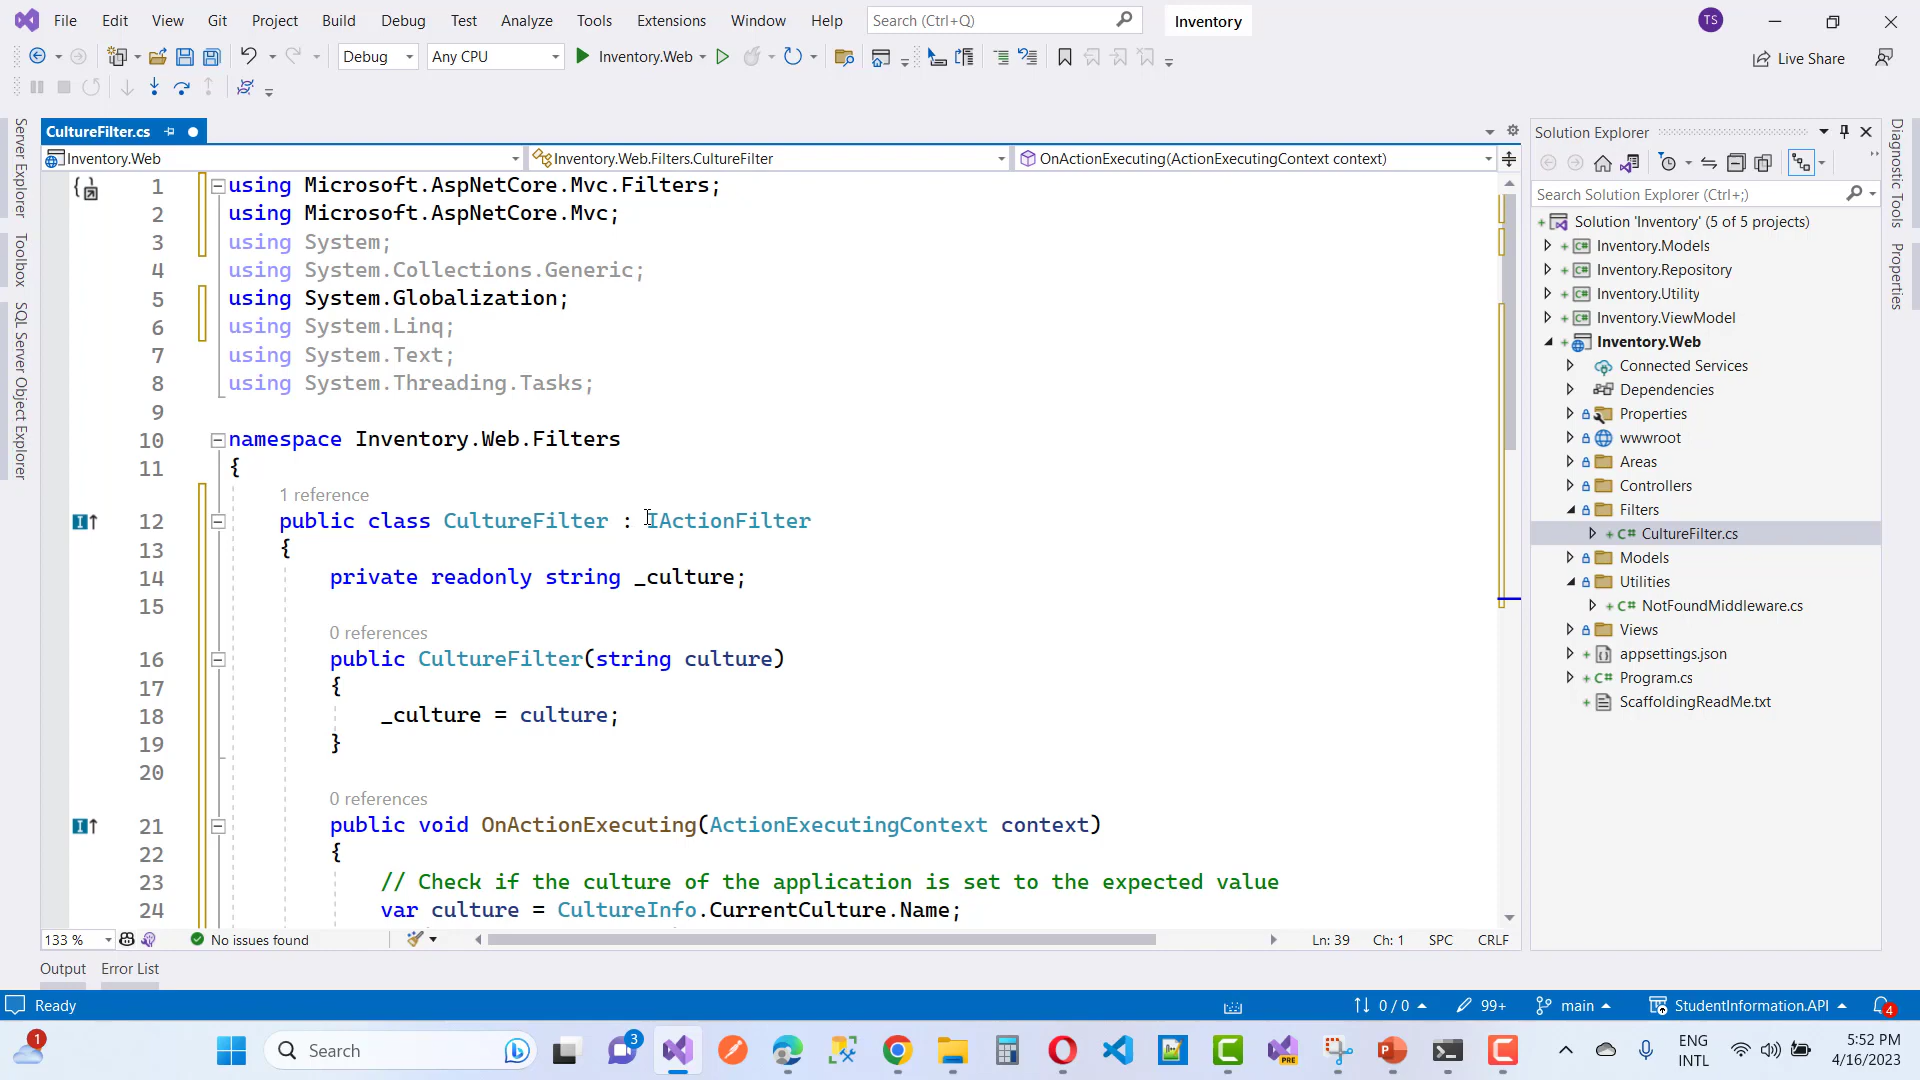 File Edit View Git Project Build Debug Test Analyze Tools Extensions Window Help Search (Ctrl+Q) Inventory TS
Debug Any CPU Inventory.Web Live Share
CultureFilter.cs
Inventory.Web Inventory.Web.Filters.CultureFilter OnActionExecuting(ActionExecutingContext context)
1 using Microsoft.AspNetCore.Mvc.Filters;
2 using Microsoft.AspNetCore.Mvc;
3 using System;
4 using System.Collections.Generic;
5 using System.Globalization;
6 using System.Linq;
7 using System.Text;
8 using System.Threading.Tasks;
9
10 namespace Inventory.Web.Filters
11 {
1 reference
12 public class CultureFilter : IActionFilter
13 {
14 private readonly string _culture;
15
0 references
16 public CultureFilter(string culture)
17 {
18 _culture = culture;
19 }
20
0 references
21 public void OnActionExecuting(ActionExecutingContext context)
22 {
23 // Check if the culture of the application is set to the expected value
24 var culture = CultureInfo.CurrentCulture.Name;
133 % No issues found Ln: 39 Ch: 1 SPC CRLF
Server Explorer
Toolbox
SQL Server Object Explorer
Solution Explorer
Search Solution Explorer (Ctrl+;)
Solution 'Inventory' (5 of 5 projects)
Inventory.Models
Inventory.Repository
Inventory.Utility
Inventory.ViewModel
Inventory.Web
Connected Services
Dependencies
Properties
wwwroot
Areas
Controllers
Filters
C# CultureFilter.cs
Models
Utilities
C# NotFoundMiddleware.cs
Views
appsettings.json
C# Program.cs
ScaffoldingReadMe.txt
Diagnostic Tools
Properties
Output Error List
Ready 0 / 0 99+ main StudentInformation.API 4
1 Search 3 PRE ENG INTL 5:52 PM
4/16/2023